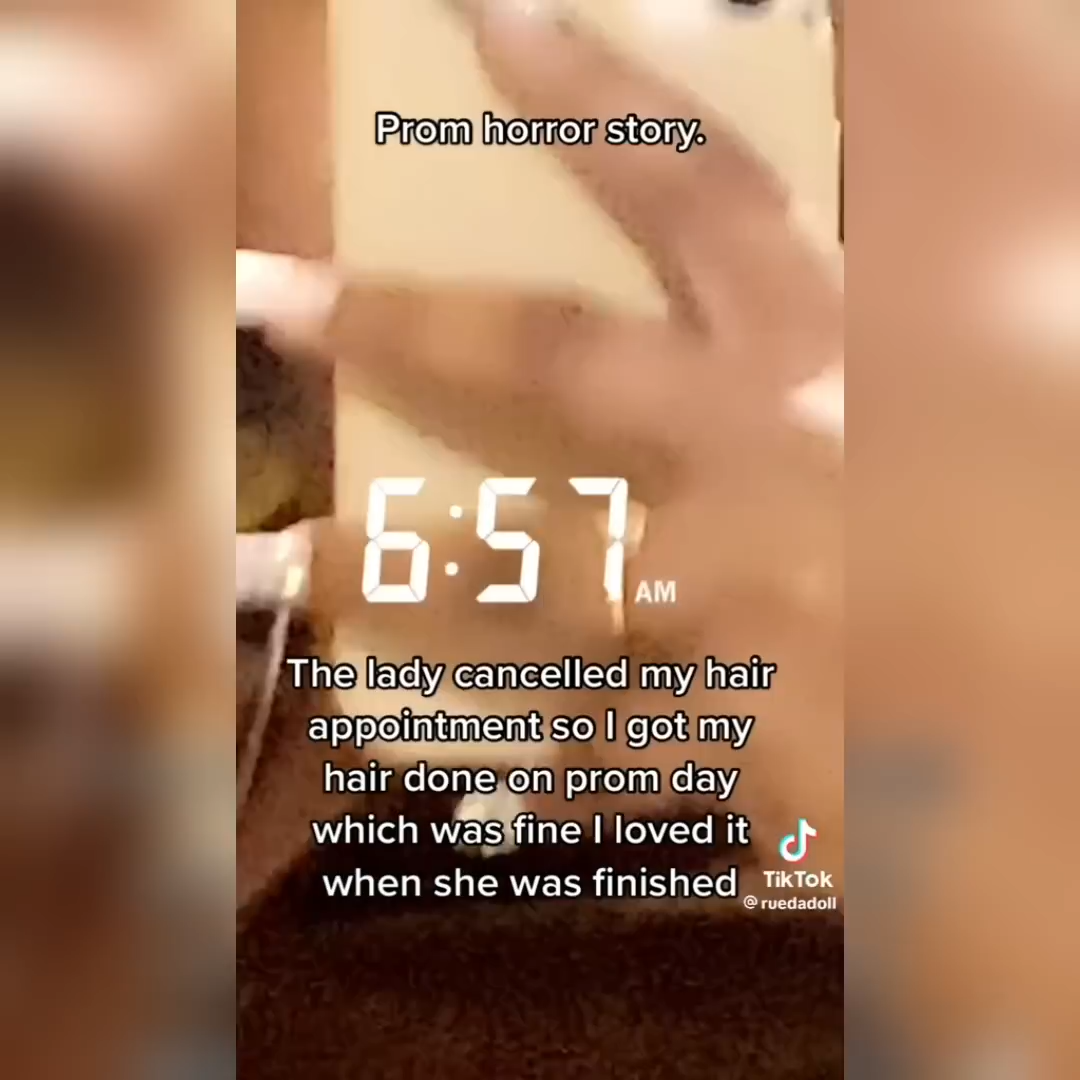 Prom horror story.
6:57 AM
The lady cancelled my hair
appointment so I got my
hair done on prom day
which was fine I loved it
when she was finished
TikTok
@ruedadoll